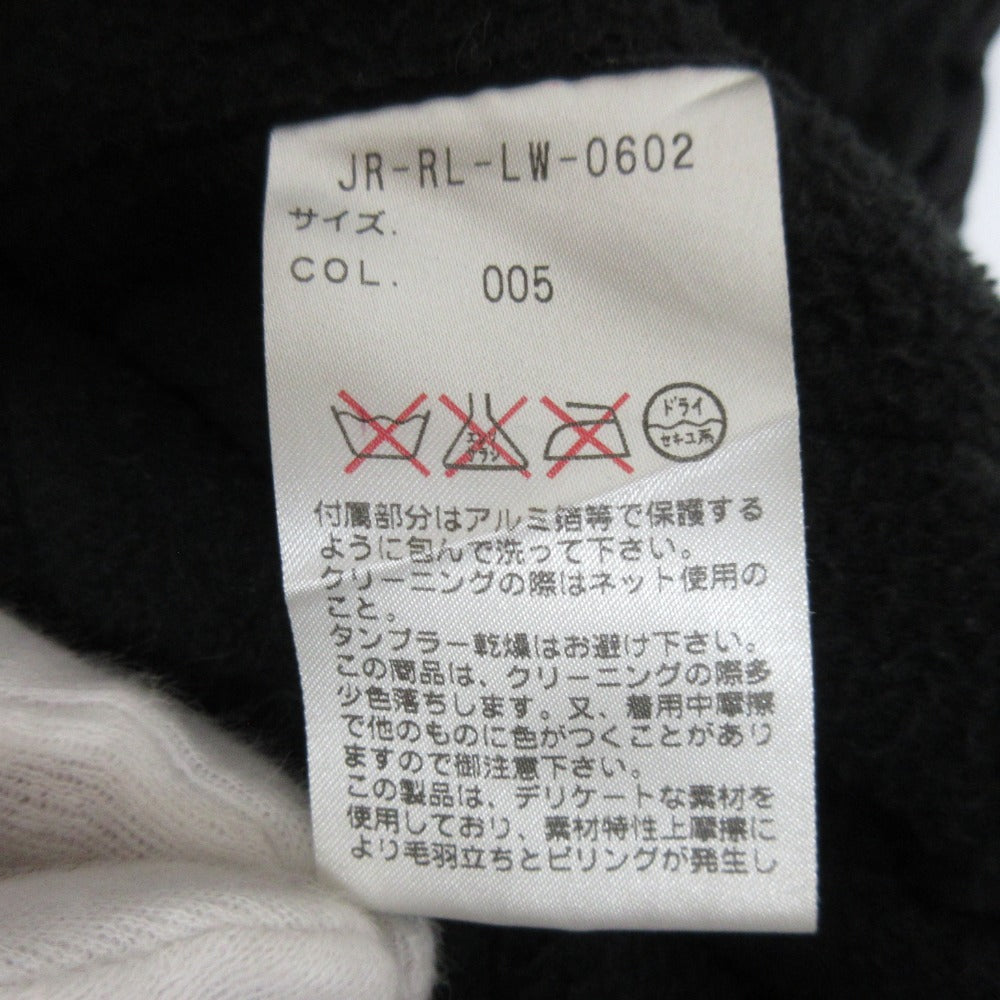 JR-RL-LW-0602
サイズ.
COL. 005
エンソ サラシ ドライ セキユ系
付属部分はアルミ箔等で保護する
ように包んで洗って下さい。
クリーニングの際はネット使用の
こと。
タンブラー乾燥はお避け下さい。
この商品は、クリーニングの際多
少色落ちします。又、着用中摩擦
で他のものに色がつくことがあり
ますので御注意下さい。
この製品は、デリケートな素材を
使用しており、素材特性上摩擦に
より毛羽立ちとピリングが発生し